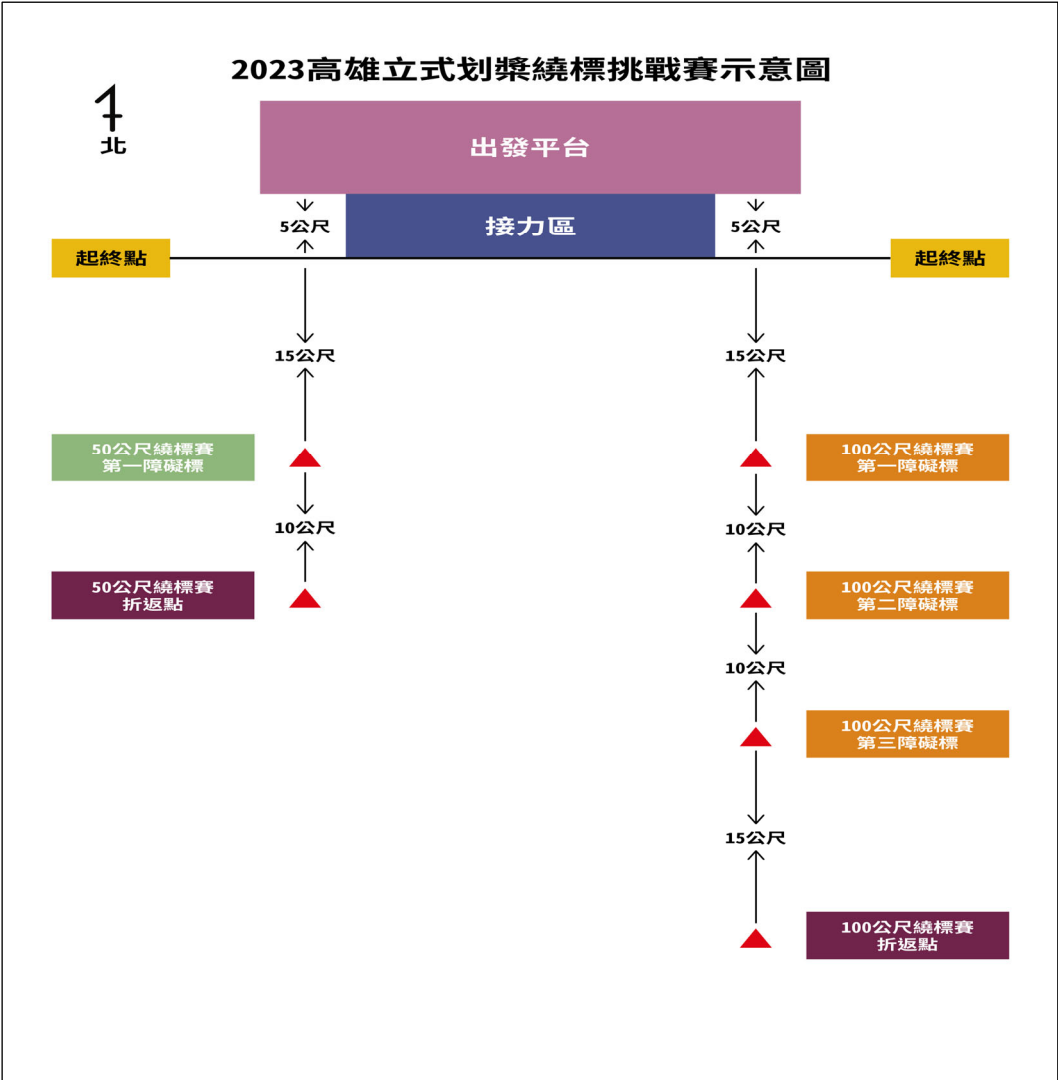 2023高雄立式划槳繞標挑戰賽示意圖
北
出發平台
5公尺
接力區
5公尺
起終點
起終點
15公尺
15公尺
50公尺繞標賽
第一障礙標
100公尺繞標賽
第一障礙標
10公尺
10公尺
50公尺繞標賽
折返點
100公尺繞標賽
第二障礙標
10公尺
100公尺繞標賽
第三障礙標
15公尺
100公尺繞標賽
折返點